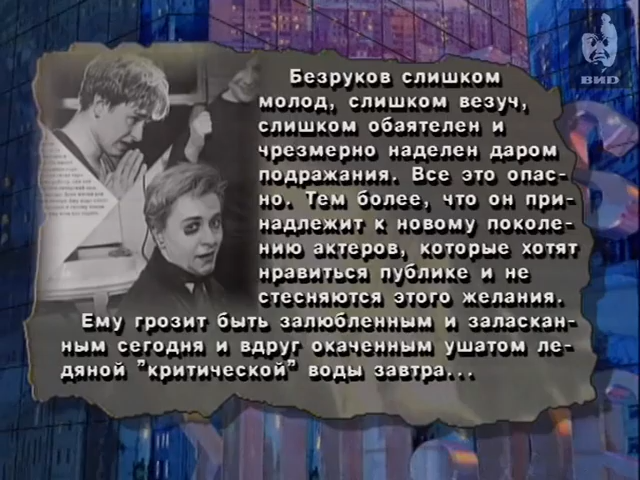 ВИD
Безруков слишком
молод, слишком везуч,
слишком обаятелен и
чрезмерно наделен даром
подражания. Все это опас-
но. Тем более, что он при-
надлежит к новому поколе-
нию актеров, которые хотят
нравиться публике и не
стесняются этого желания.
Ему грозит быть залюбленным и заласкан-
ным сегодня и вдруг окаченным ушатом ле-
дяной "критической" воды завтра...